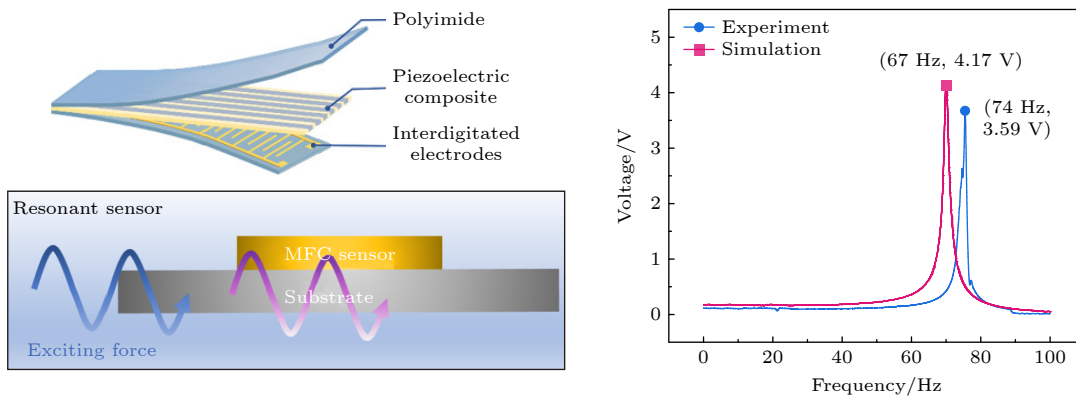 Polyimide
Piezoelectric
composite
Interdigitated
electrodes
Resonant sensor
MFC sensor
Substrate
Exciting force
Experiment
Simulation
(67 Hz, 4.17 V)
(74 Hz,
3.59 V)
5
4
3
2
1
0
Voltage/V
0 20 40 60 80 100
Frequency/Hz